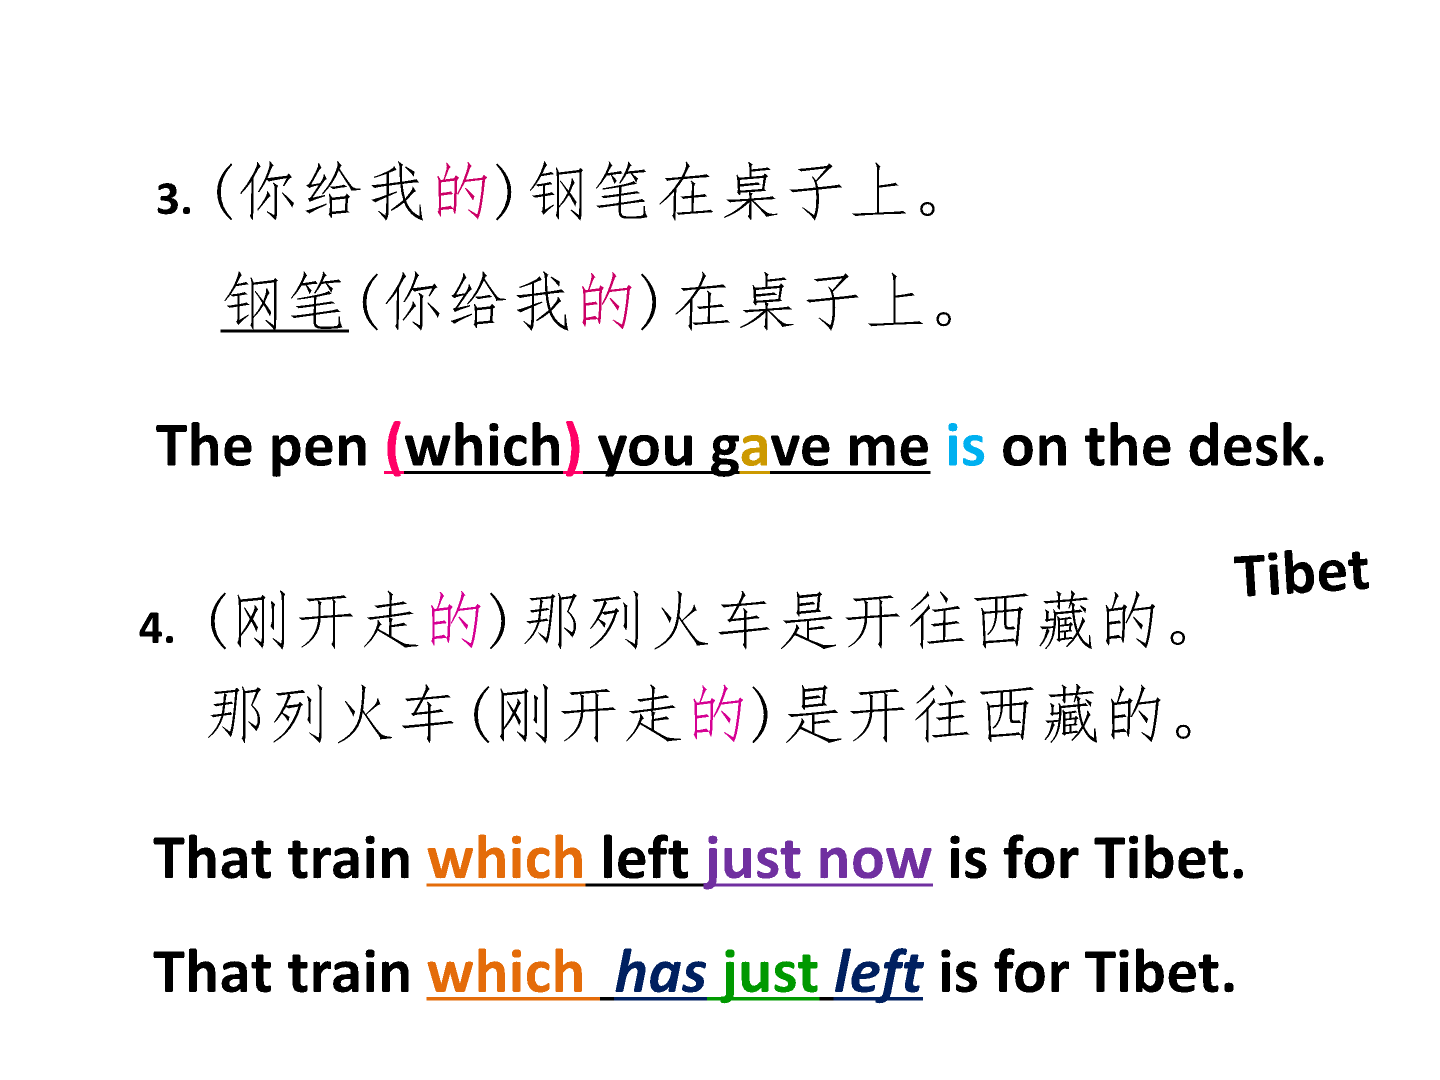 3. (你给我的)钢笔在桌子上。
钢笔(你给我的)在桌子上。
The pen (which) you gave me is on the desk.
Tibet
4. (刚开走的)那列火车是开往西藏的。
那列火车(刚开走的)是开往西藏的。
That train which left just now is for Tibet.
That train which has just left is for Tibet.